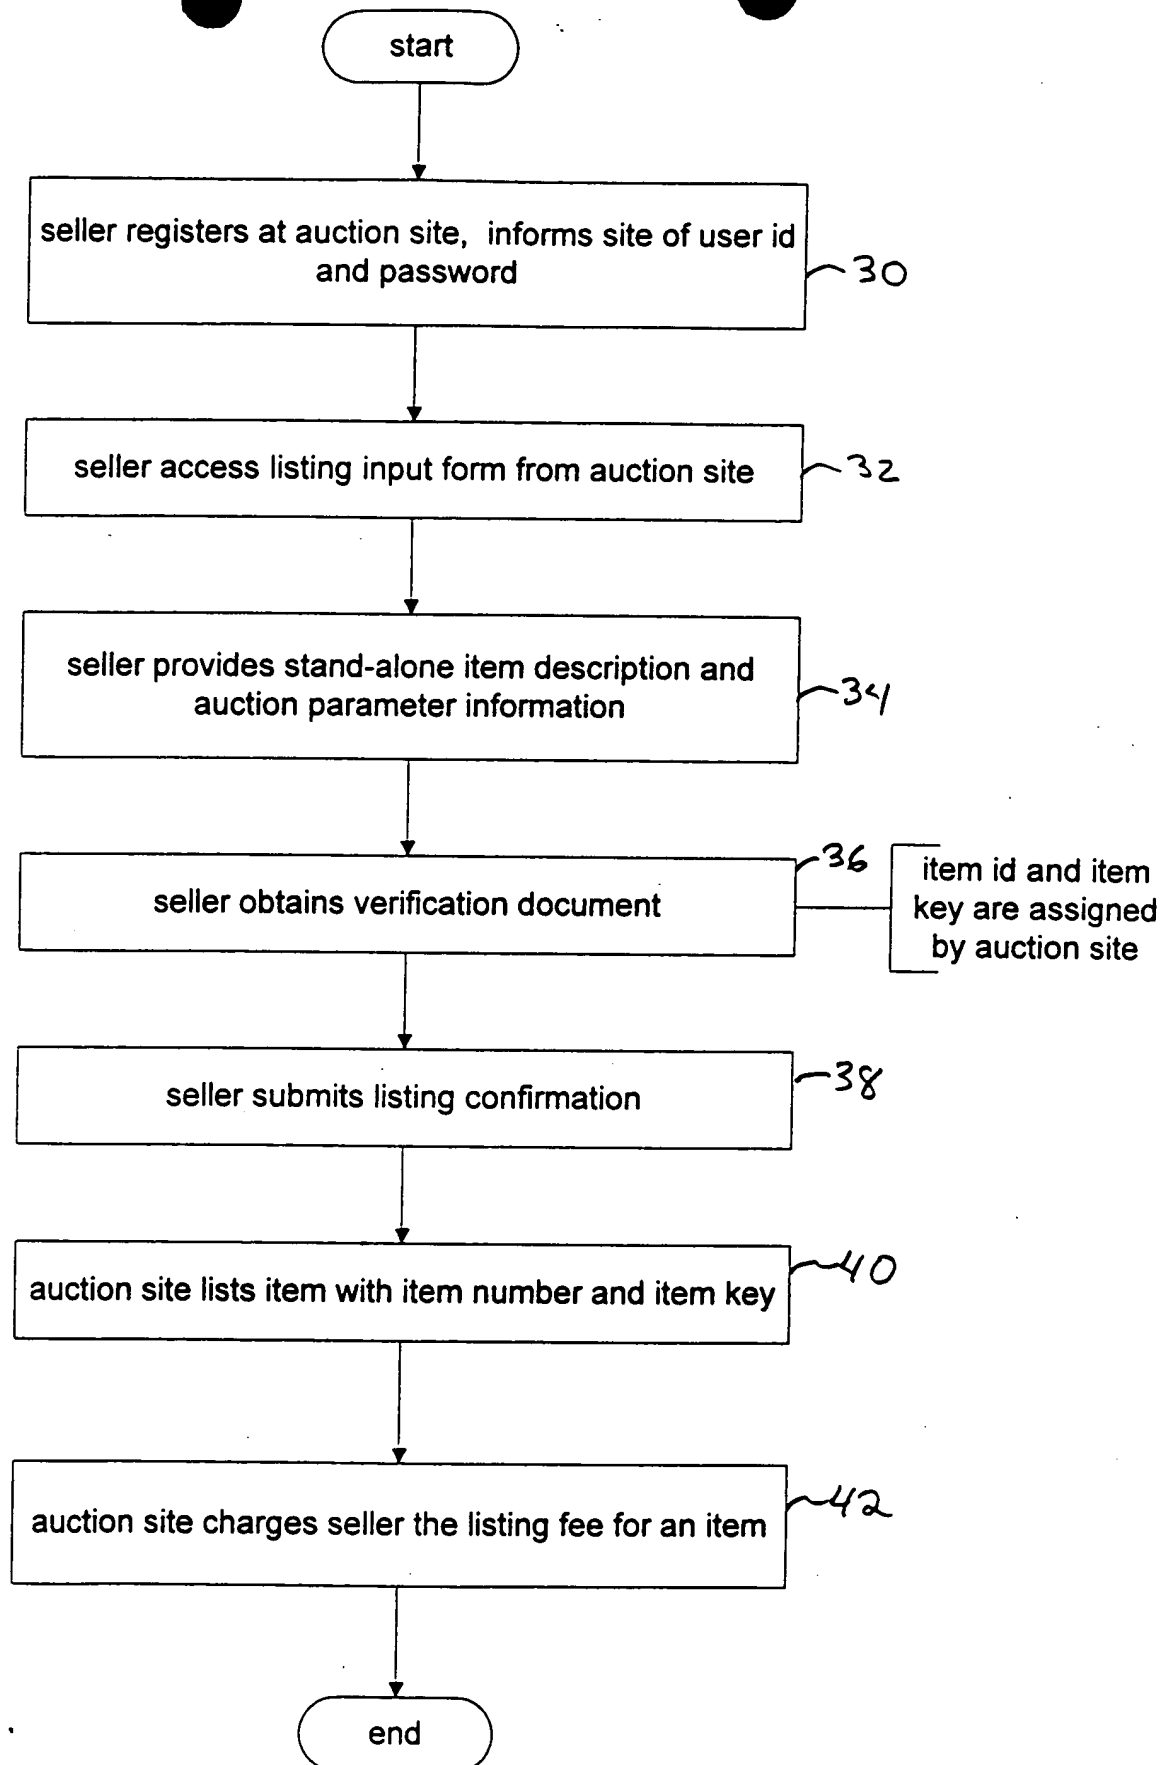 start
seller registers at auction site, informs site of user id
and password
30
seller access listing input form from auction site
32
seller provides stand-alone item description and
auction parameter information
34
seller obtains verification document
36
item id and item
key are assigned
by auction site
seller submits listing confirmation
38
auction site lists item with item number and item key
40
auction site charges seller the listing fee for an item
42
end